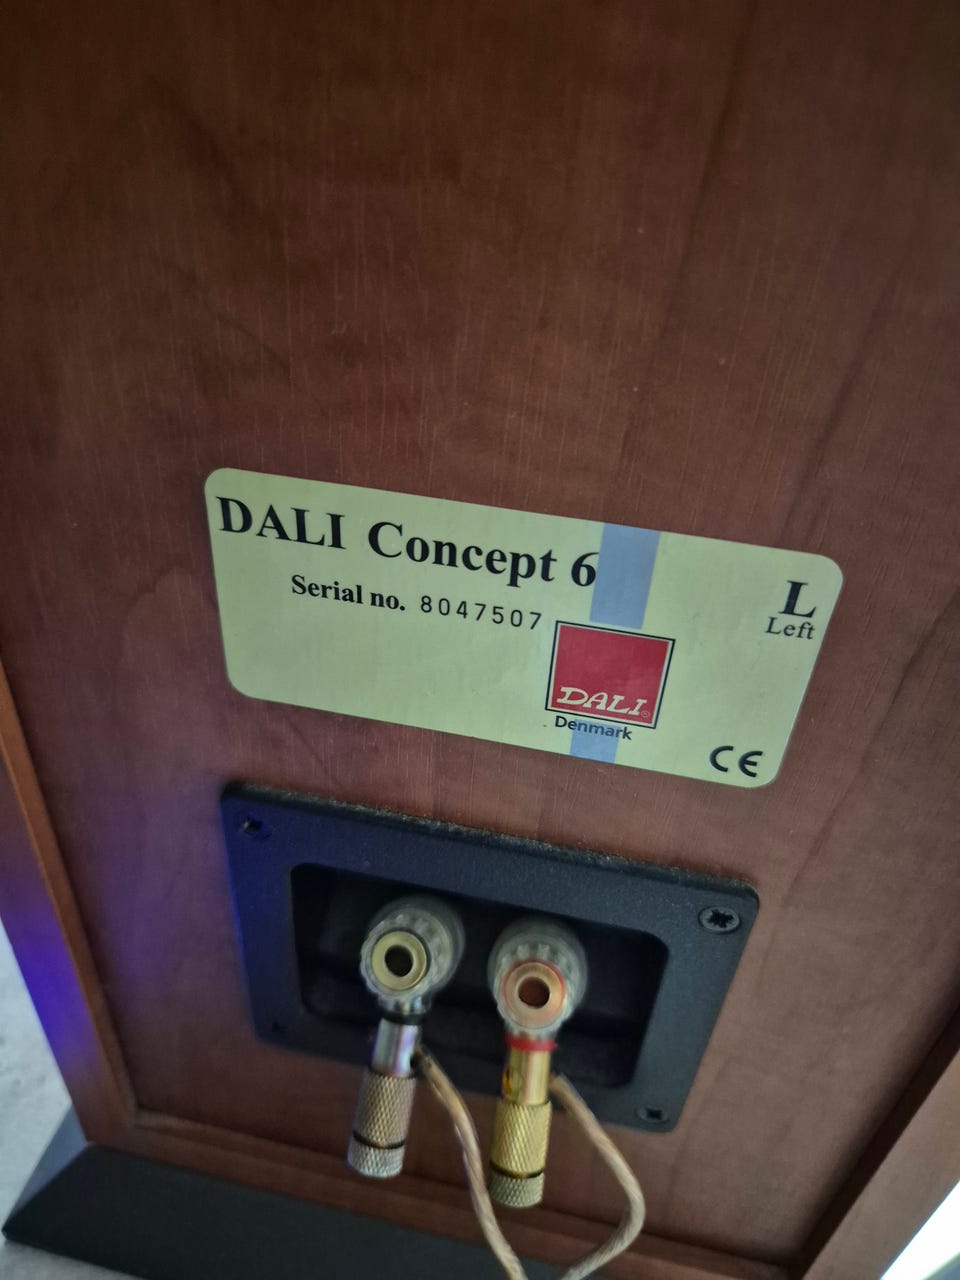 DALI Concept 6
Serial no. 8047507
L
Left
DALI®
Denmark
CE